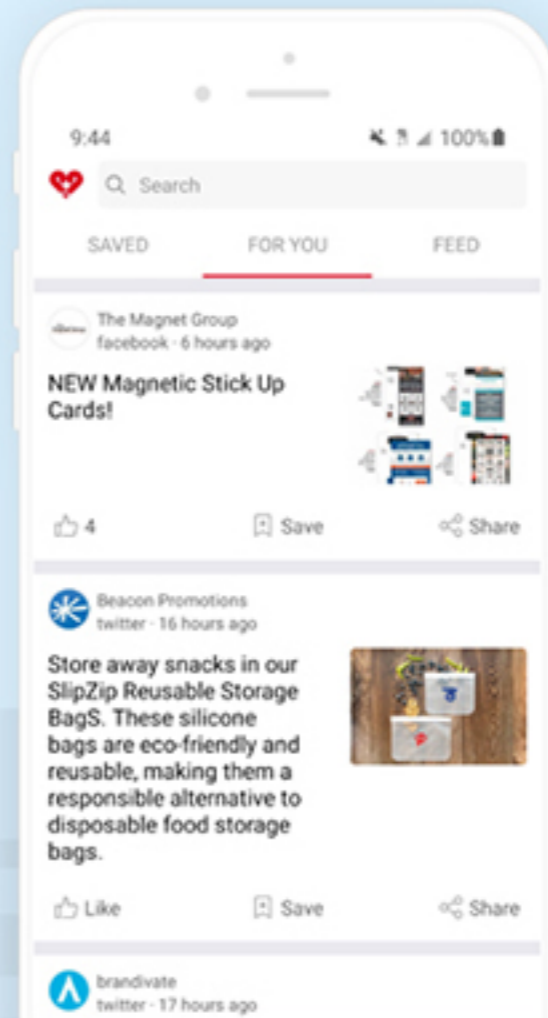 9:44 100%
Search
SAVED FOR YOU FEED
The Magnet Group
facebook · 6 hours ago
NEW Magnetic Stick Up
Cards!
4 Save Share
Beacon Promotions
twitter · 16 hours ago
Store away snacks in our
SlipZip Reusable Storage
BagS. These silicone
bags are eco-friendly and
reusable, making them a
responsible alternative to
disposable food storage
bags.
Like Save Share
brandivate
twitter · 17 hours ago